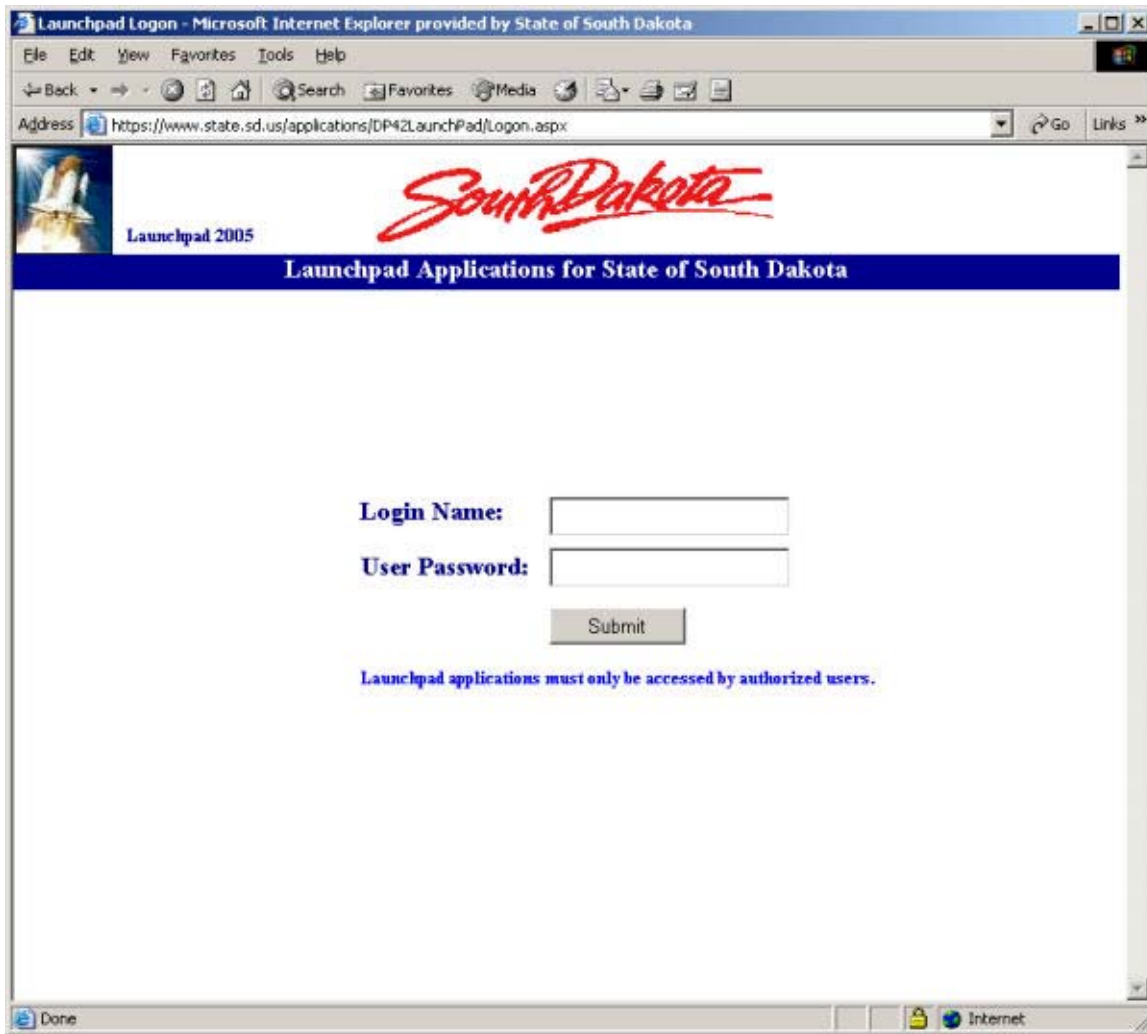 Launchpad Logon - Microsoft Internet Explorer provided by State of South Dakota
File Edit View Favorites Tools Help
Back Search Favorites Media
Address https://www.state.sd.us/applications/DP42LaunchPad/Logon.aspx Go Links »
South Dakota
Launchpad 2005
Launchpad Applications for State of South Dakota
Login Name:
User Password:
Submit
Launchpad applications must only be accessed by authorized users.
Done Internet